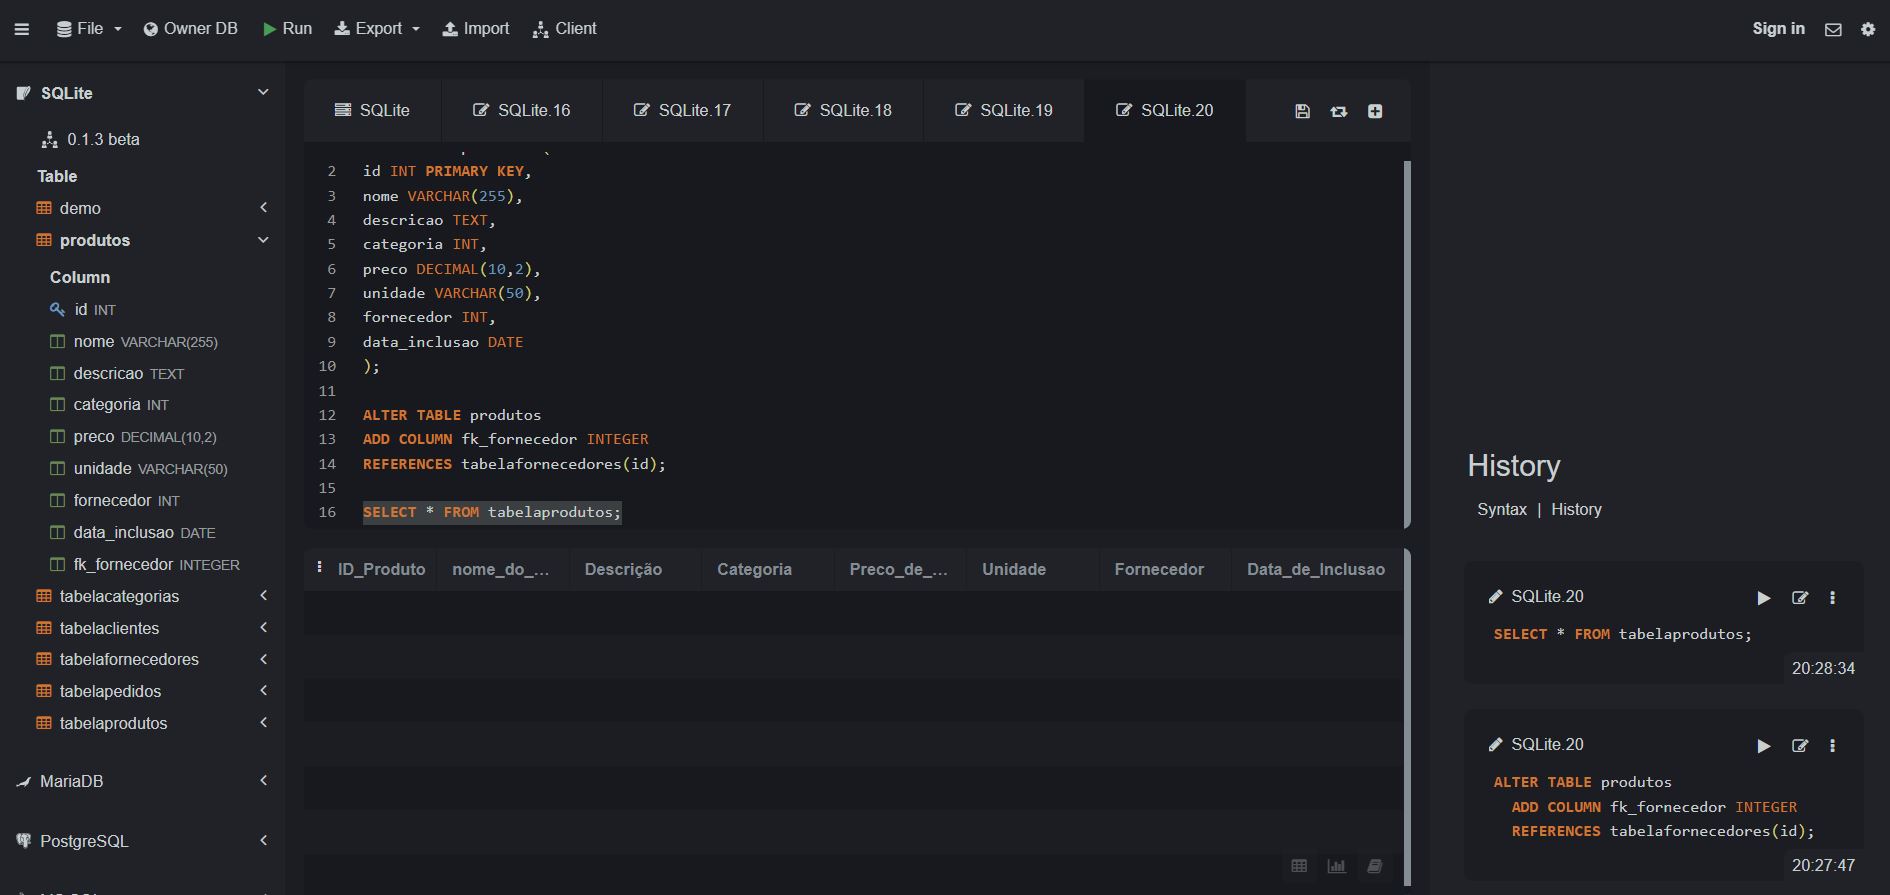 File Owner DB Run Export Import Client Sign in
SQLite
0.1.3 beta
Table
demo
produtos
Column
id INT
nome VARCHAR(255)
descricao TEXT
categoria INT
preco DECIMAL(10,2)
unidade VARCHAR(50)
fornecedor INT
data_inclusao DATE
fk_fornecedor INTEGER
tabelacategorias
tabelaclientes
tabelafornecedores
tabelapedidos
tabelaprodutos
MariaDB
PostgreSQL
SQLite SQLite.16 SQLite.17 SQLite.18 SQLite.19 SQLite.20
2 id INT PRIMARY KEY,
3 nome VARCHAR(255),
4 descricao TEXT,
5 categoria INT,
6 preco DECIMAL(10,2),
7 unidade VARCHAR(50),
8 fornecedor INT,
9 data_inclusao DATE
10 );
11
12 ALTER TABLE produtos
13 ADD COLUMN fk_fornecedor INTEGER
14 REFERENCES tabelafornecedores(id);
15
16 SELECT * FROM tabelaprodutos;
ID_Produto nome_do_... Descrição Categoria Preco_de_... Unidade Fornecedor Data_de_Inclusao
History
Syntax | History
SQLite.20
SELECT * FROM tabelaprodutos;
20:28:34
SQLite.20
ALTER TABLE produtos
ADD COLUMN fk_fornecedor INTEGER
REFERENCES tabelafornecedores(id);
20:27:47